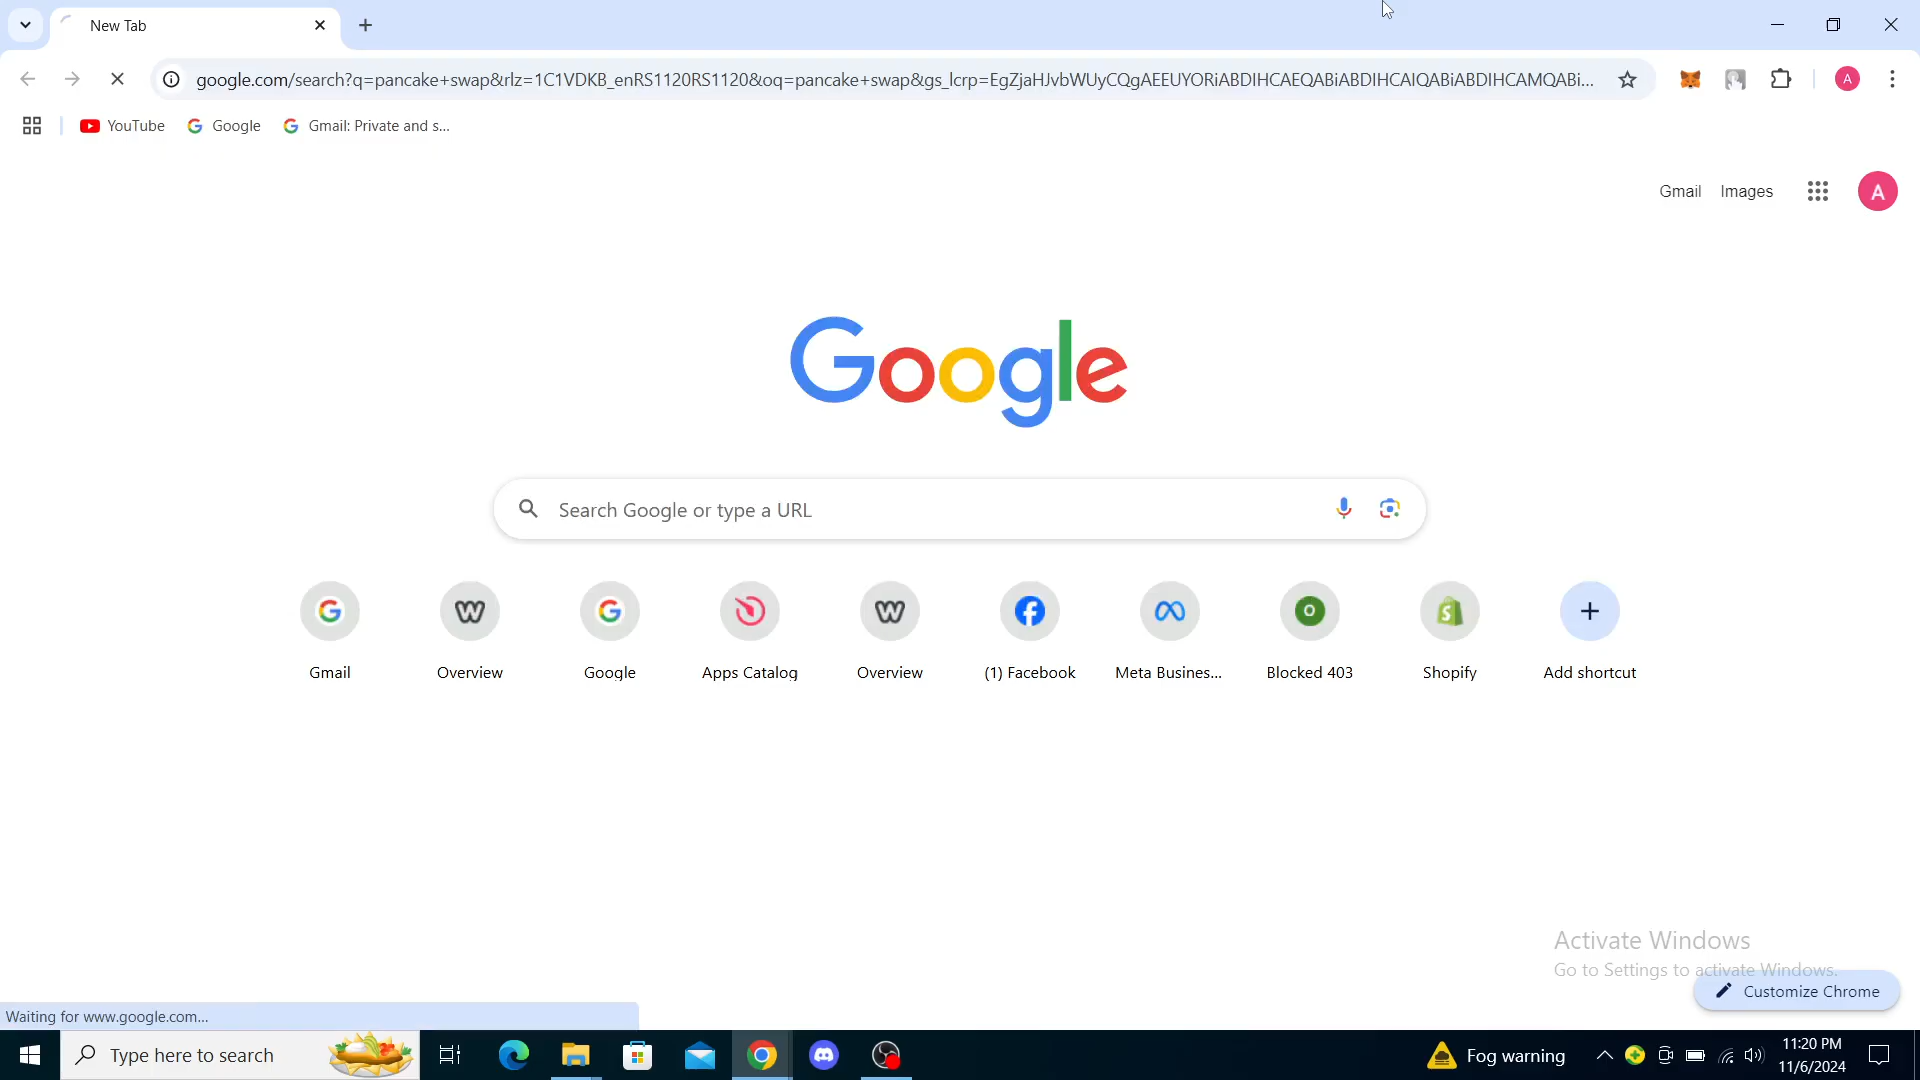 New Tab
google.com/search?q=pancake+swap&rlz=1C1VDKB_enRS1120RS1120&oq=pancake+swap&gs_lcrp=EgZjaHJvbWUyCQgAEEUYORiABDIHCAEQABiABDIHCAIQABiABDIHCAMQABi...
A
YouTube
Google
Gmail: Private and s...
Gmail
Images
A
Google
Search Google or type a URL
Gmail
Overview
Google
Apps Catalog
Overview
(1) Facebook
Meta Busines...
Blocked 403
Shopify
Add shortcut
Activate Windows
Go to Settings to activate Windows.
Customize Chrome
Waiting for www.google.com...
Type here to search
Fog warning
11:20 PM
11/6/2024